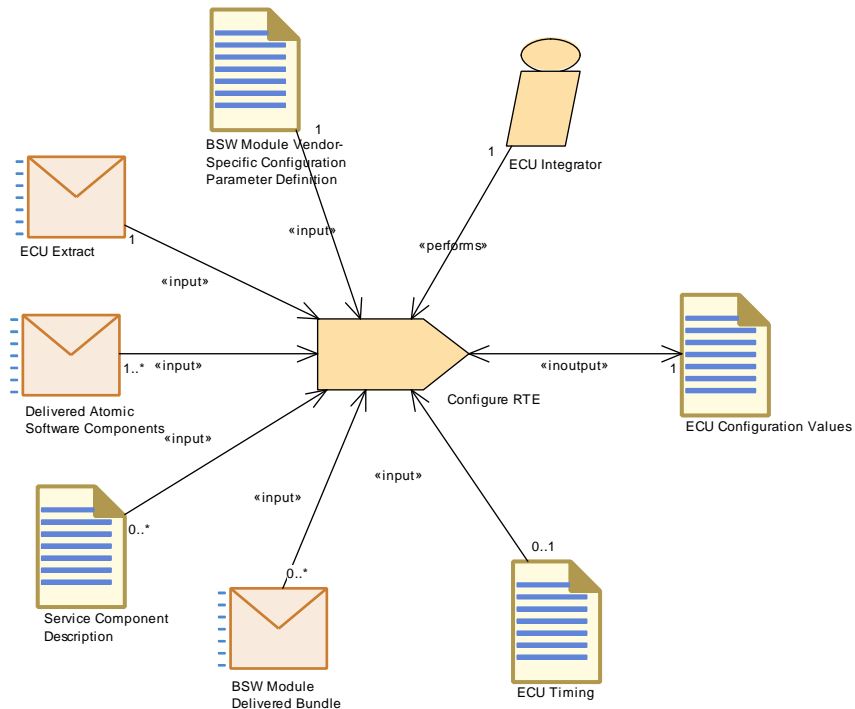 1
BSW Module Vendor-
Specific Configuration
Parameter Definition
1
ECU Integrator
ECU Extract
1
«input»
«performs»
«input»
1..*
«input»
Delivered Atomic
Software Components
«inoutput»
1
Configure RTE
ECU Configuration Values
«input»
«input»
«input»
0..*
Service Component
Description
0..*
BSW Module
Delivered Bundle
0..1
ECU Timing